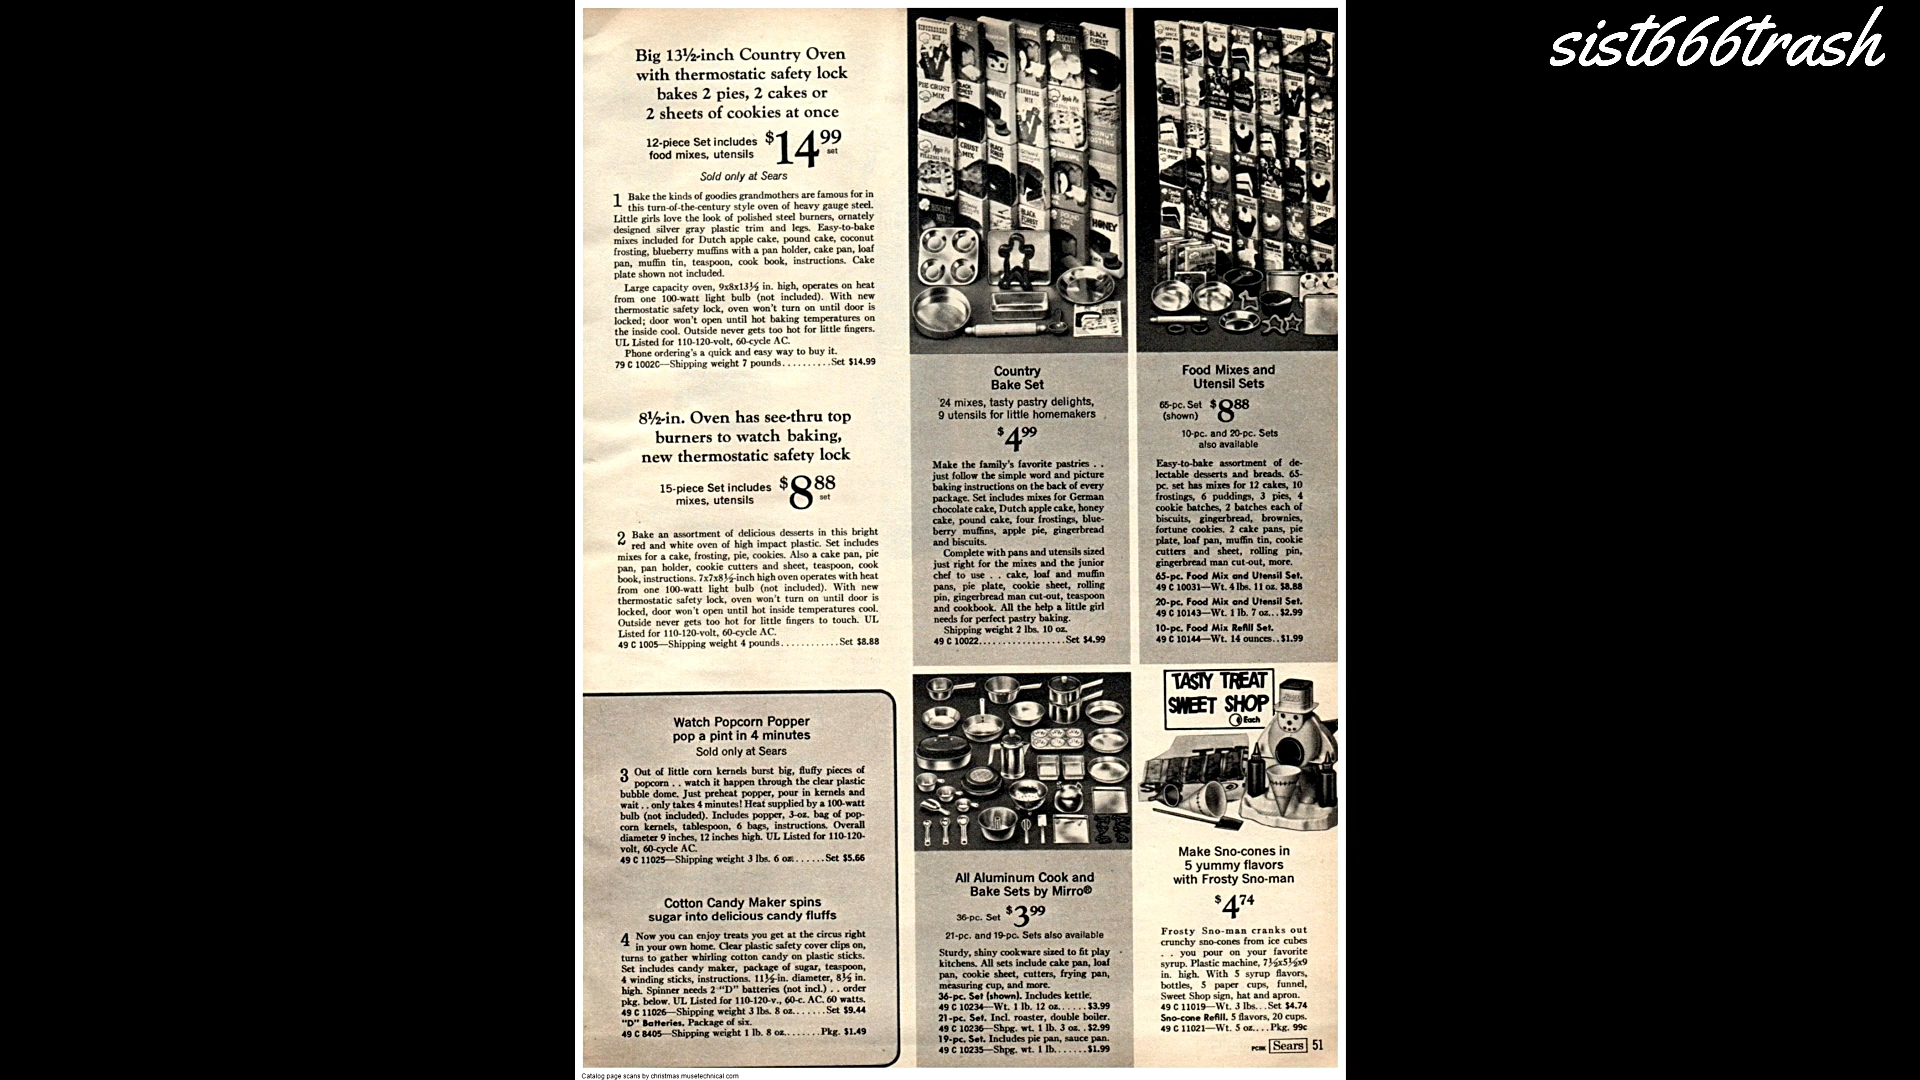 sist666trash
Big 13½-inch Country Oven
with thermostatic safety lock
bakes 2 pies, 2 cakes or
2 sheets of cookies at once
12-piece Set includes
food mixes, utensils
$14 99 set
Sold only at Sears
1 Bake the kinds of goodies grandmothers are famous for in
this turn-of-the-century style oven of heavy gauge steel.
Little girls love the look of polished steel burners, ornately
designed silver gray plastic trim and legs. Easy-to-bake
mixes included for Dutch apple cake, pound cake, coconut
frosting, blueberry muffins with a pan holder, cake pan, loaf
pan, muffin tin, teaspoon, cook book, instructions. Cake
plate shown not included.
Large capacity oven, 9x8x13½ in. high, operates on heat
from one 100-watt light bulb (not included). With new
thermostatic safety lock, oven won't turn on until door is
locked; door won't open until hot baking temperatures on
the inside cool. Outside never gets too hot for little fingers.
UL Listed for 110-120-volt, 60-cycle AC.
Phone ordering's a quick and easy way to buy it.
79 C 1002C—Shipping weight 7 pounds..........Set $14.99
8½-in. Oven has see-thru top
burners to watch baking,
new thermostatic safety lock
15-piece Set includes
mixes, utensils
$8 88 set
2 Bake an assortment of delicious desserts in this bright
red and white oven of high impact plastic. Set includes
mixes for a cake, frosting, pie, cookies. Also a cake pan, pie
pan, pan holder, cookie cutters and sheet, teaspoon, cook
book, instructions. 7x7x8½-inch high oven operates with heat
from one 100-watt light bulb (not included). With new
thermostatic safety lock, oven won't turn on until door is
locked, door won't open until hot inside temperatures cool.
Outside never gets too hot for little fingers to touch. UL
Listed for 110-120-volt, 60-cycle AC.
49 C 1005—Shipping weight 4 pounds............Set $8.88
Watch Popcorn Popper
pop a pint in 4 minutes
Sold only at Sears
3 Out of little corn kernels burst big, fluffy pieces of
popcorn . . watch it happen through the clear plastic
bubble dome. Just preheat popper, pour in kernels and
wait . . only takes 4 minutes! Heat supplied by a 100-watt
bulb (not included). Includes popper, 3-oz. bag of pop-
corn kernels, tablespoon, 6 bags, instructions. Overall
diameter 9 inches, 12 inches high. UL Listed for 110-120-
volt, 60-cycle AC.
49 C 11025—Shipping weight 3 lbs. 6 oz.......Set $5.66
Cotton Candy Maker spins
sugar into delicious candy fluffs
4 Now you can enjoy treats you get at the circus right
in your own home. Clear plastic safety cover clips on,
turns to gather whirling cotton candy on plastic sticks.
Set includes candy maker, package of sugar, teaspoon,
4 winding sticks, instructions. 11½-in. diameter, 8½ in.
high. Spinner needs 2 "D" batteries (not incl.) . . order
pkg. below. UL Listed for 110-120-v., 60-c. AC. 60 watts.
49 C 11026—Shipping weight 3 lbs. 8 oz.......Set $9.44
"D" Batteries. Package of six.
49 C 8405—Shipping weight 1 lb. 8 oz........Pkg. $1.49
Country
Bake Set
24 mixes, tasty pastry delights,
9 utensils for little homemakers
$4 99
Make the family's favorite pastries . .
just follow the simple word and picture
baking instructions on the back of every
package. Set includes mixes for German
chocolate cake, Dutch apple cake, honey
cake, pound cake, four frostings, blue-
berry muffins, apple pie, gingerbread
and biscuits.
Complete with pans and utensils sized
just right for the mixes and the junior
chef to use . . cake, loaf and muffin
pans, pie plate, cookie sheet, rolling
pin, gingerbread man cut-out, teaspoon
and cookbook. All the help a little girl
needs for perfect pastry baking.
Shipping weight 2 lbs. 10 oz.
49 C 10022..................Set $4.99
Food Mixes and
Utensil Sets
65-pc. Set
(shown)
$8 88
10-pc. and 20-pc. Sets
also available
Easy-to-bake assortment of de-
lectable desserts and breads. 65-
pc. set has mixes for 12 cakes, 10
frostings, 6 puddings, 3 pies, 4
cookie batches, 2 batches each of
biscuits, gingerbread, brownies,
fortune cookies. 2 cake pans, pie
plate, loaf pan, muffin tin, cookie
cutters and sheet, rolling pin,
gingerbread man cut-out, more.
65-pc. Food Mix and Utensil Set.
49 C 10031—Wt. 4 lbs. 11 oz. $8.88
20-pc. Food Mix and Utensil Set.
49 C 10143—Wt. 1 lb. 7 oz...$2.99
10-pc. Food Mix Refill Set.
49 C 10144—Wt. 14 ounces..$1.99
All Aluminum Cook and
Bake Sets by Mirro®
36-pc. Set $3 99
21-pc. and 19-pc. Sets also available
Sturdy, shiny cookware sized to fit play
kitchens. All sets include cake pan, loaf
pan, cookie sheet, cutters, frying pan,
measuring cup, and more.
36-pc. Set (shown). Includes kettle.
49 C 10234—Wt. 1 lb. 12 oz......$3.99
21-pc. Set. Incl. roaster, double boiler.
49 C 10236—Shpg. wt. 1 lb. 3 oz. .$2.99
19-pc. Set. Includes pie pan, sauce pan.
49 C 10235—Shpg. wt. 1 lb.......$1.99
TASTY TREAT
SWEET SHOP
Each
Make Sno-cones in
5 yummy flavors
with Frosty Sno-man
$4 74
Frosty Sno-man cranks out
crunchy sno-cones from ice cubes
. . you pour on your favorite
syrup. Plastic machine, 7½x5½x9
in. high. With 5 syrup flavors,
bottles, 5 paper cups, funnel,
Sweet Shop sign, hat and apron.
49 C 11019—Wt. 3 lbs...Set $4.74
Sno-cone Refill. 5 flavors, 20 cups.
49 C 11021—Wt. 5 oz....Pkg. 99c
Sears 51
Catalog page scans by christmas.musetechnical.com